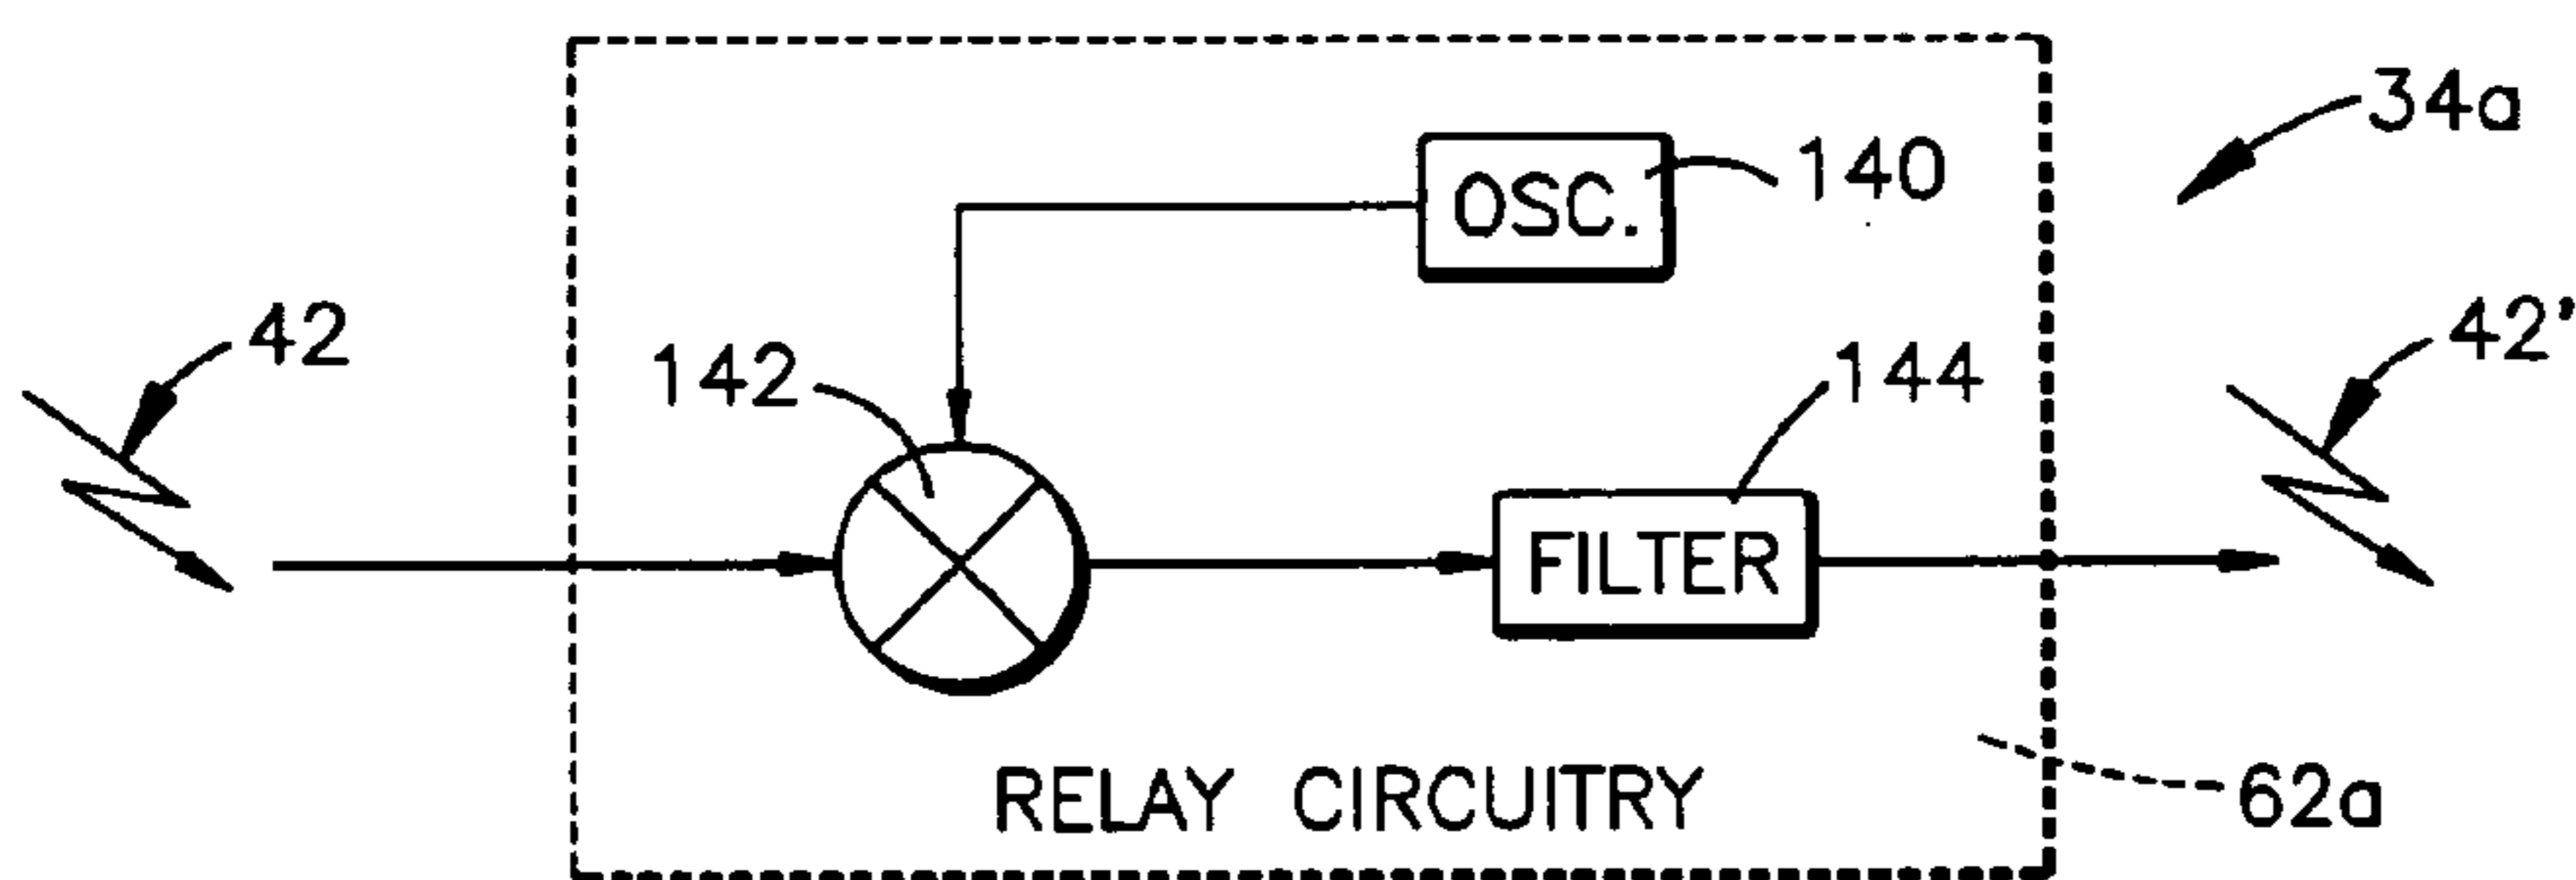 34a
OSC.
140
42
42'
142
144
FILTER
RELAY CIRCUITRY
62a